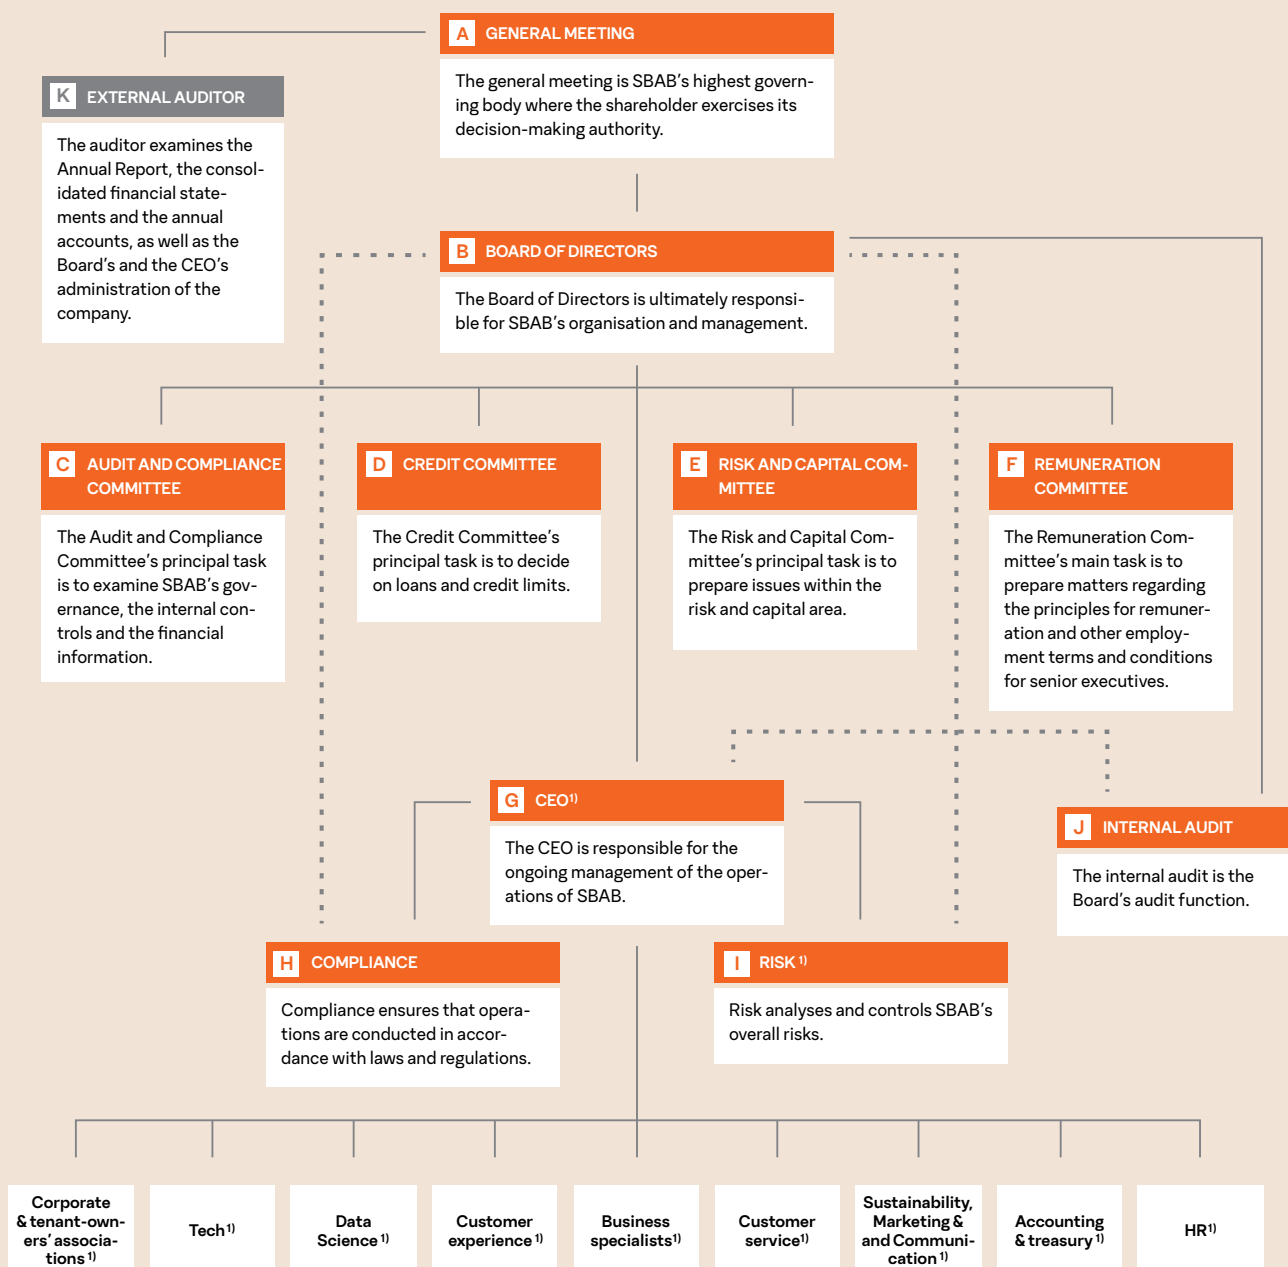 A GENERAL MEETING
The general meeting is SBAB's highest govern-
ing body where the shareholder exercises its
decision-making authority.
K EXTERNAL AUDITOR
The auditor examines the
Annual Report, the consol-
idated financial state-
ments and the annual
accounts, as well as the
Board's and the CEO's
administration of the
company.
B BOARD OF DIRECTORS
The Board of Directors is ultimately responsi-
ble for SBAB's organisation and management.
C AUDIT AND COMPLIANCE
COMMITTEE
The Audit and Compliance
Committee's principal task
is to examine SBAB's gov-
ernance, the internal con-
trols and the financial
information.
D CREDIT COMMITTEE
The Credit Committee's
principal task is to decide
on loans and credit limits.
E RISK AND CAPITAL COM-
MITTEE
The Risk and Capital Com-
mittee's principal task is to
prepare issues within the
risk and capital area.
F REMUNERATION
COMMITTEE
The Remuneration Com-
mittee's main task is to
prepare matters regarding
the principles for remuner-
ation and other employ-
ment terms and conditions
for senior executives.
G CEO1)
The CEO is responsible for the
ongoing management of the oper-
ations of SBAB.
J INTERNAL AUDIT
The internal audit is the
Board's audit function.
H COMPLIANCE
Compliance ensures that opera-
tions are conducted in accor-
dance with laws and regulations.
I RISK 1)
Risk analyses and controls SBAB's
overall risks.
Corporate
& tenant-own-
ers' associa-
tions 1)
Tech1)
Data
Science 1)
Customer
experience 1)
Business
specialists1)
Customer
service1)
Sustainability,
Marketing &
and Communi-
cation 1)
Accounting
& treasury 1)
HR1)